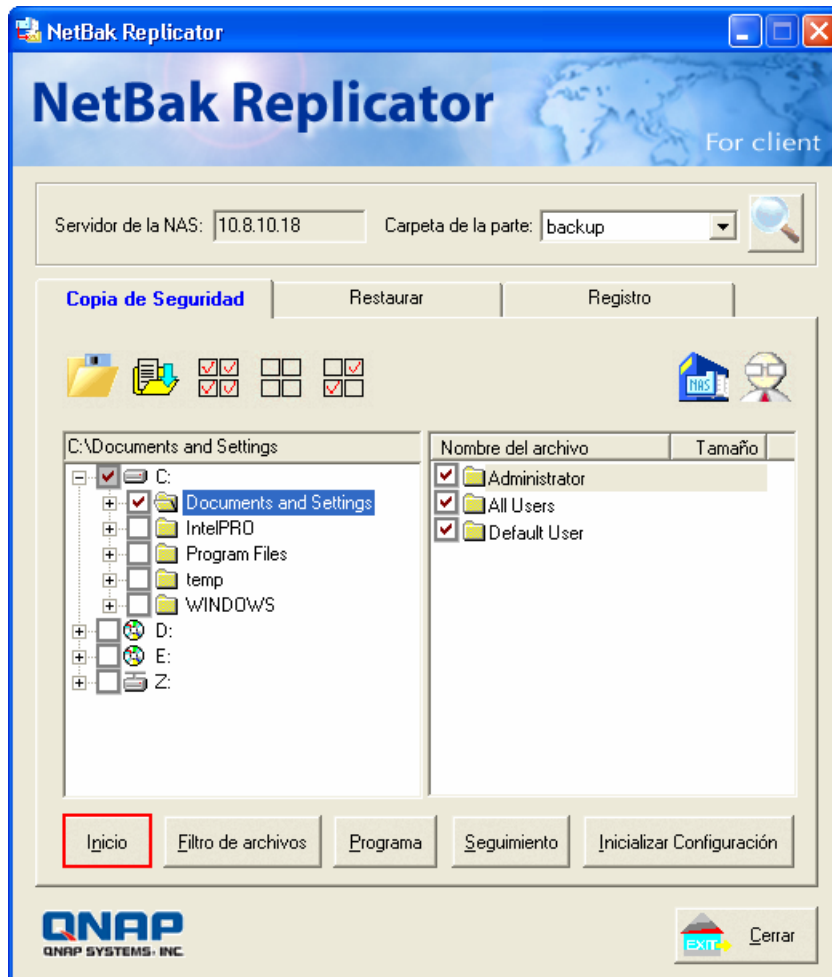 NetBak Replicator
NetBak Replicator
For client
Servidor de la NAS: 10.8.10.18 Carpeta de la parte: backup
Copia de Seguridad Restaurar Registro
NAS
C:\Documents and Settings
C:
Documents and Settings
IntelPRO
Program Files
temp
WINDOWS
D:
E:
Z:
Nombre del archivo Tamaño
Administrator
All Users
Default User
Inicio Filtro de archivos Programa Seguimiento Inicializar Configuración
QNAP
QNAP SYSTEMS, INC.
EXIT Cerrar